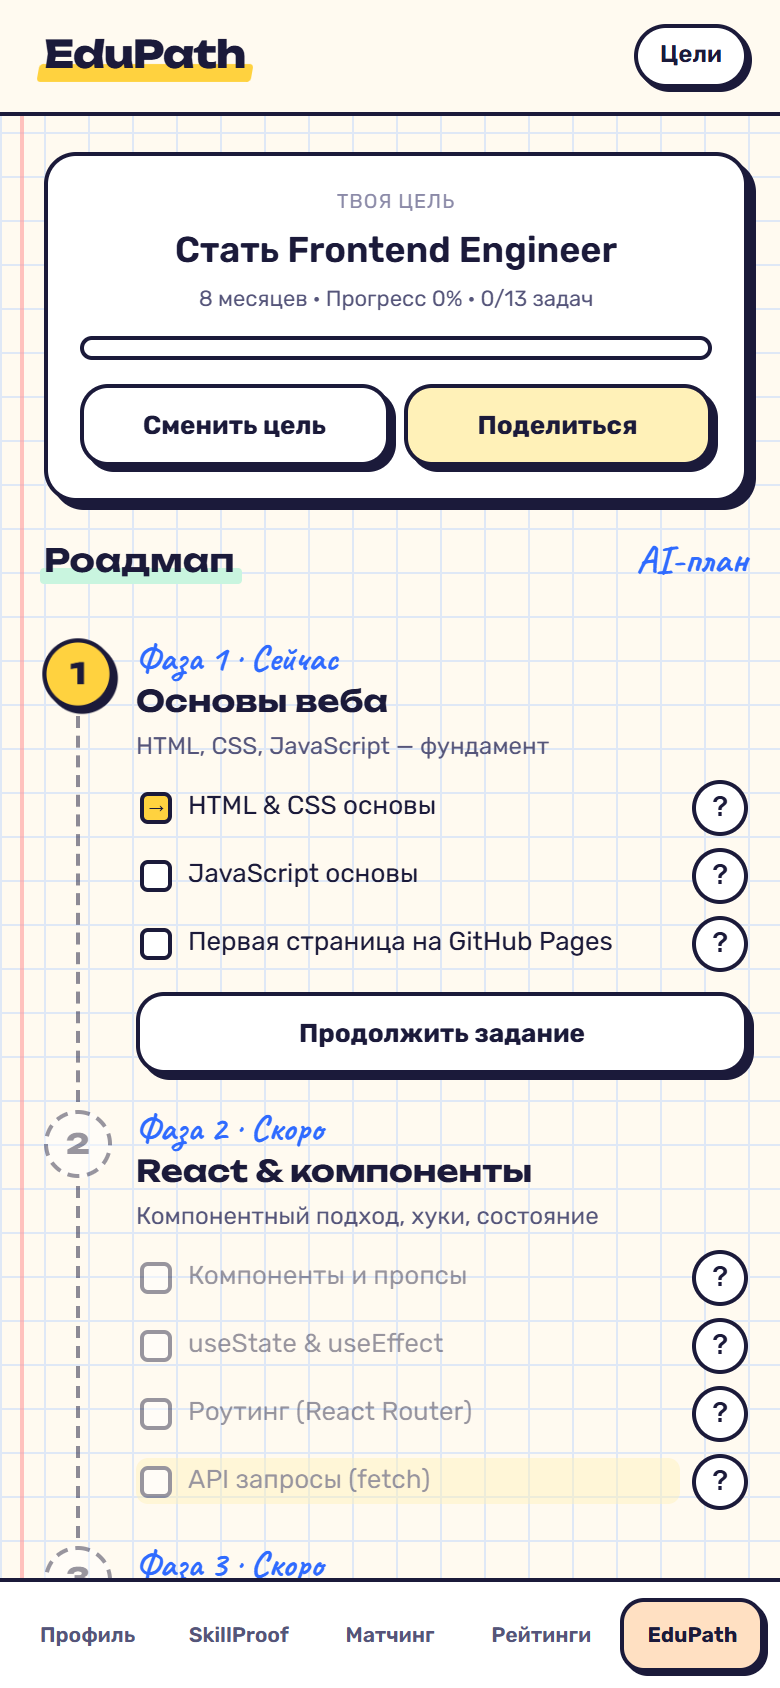 EduPath
Цели
ТВОЯ ЦЕЛЬ
Стать Frontend Engineer
8 месяцев • Прогресс 0% • 0/13 задач
Сменить цель
Поделиться
Роадмап
AI-план
1
Фаза 1 · Сейчас
Основы веба
HTML, CSS, JavaScript — фундамент
→ HTML & CSS основы ?
JavaScript основы ?
Первая страница на GitHub Pages ?
Продолжить задание
2
Фаза 2 · Скоро
React & компоненты
Компонентный подход, хуки, состояние
Компоненты и пропсы ?
useState & useEffect ?
Роутинг (React Router) ?
API запросы (fetch) ?
3
Фаза 3 · Скоро
Профиль
SkillProof
Матчинг
Рейтинги
EduPath